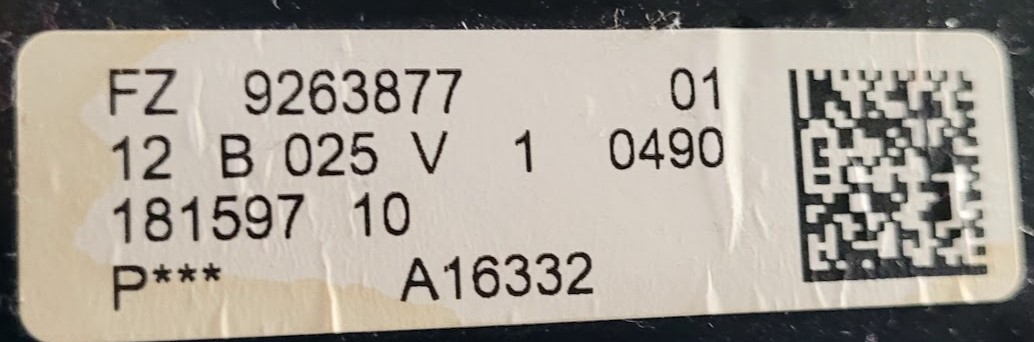 FZ 9263877 01
12 B 025 V 1 0490
181597 10
P*** A16332